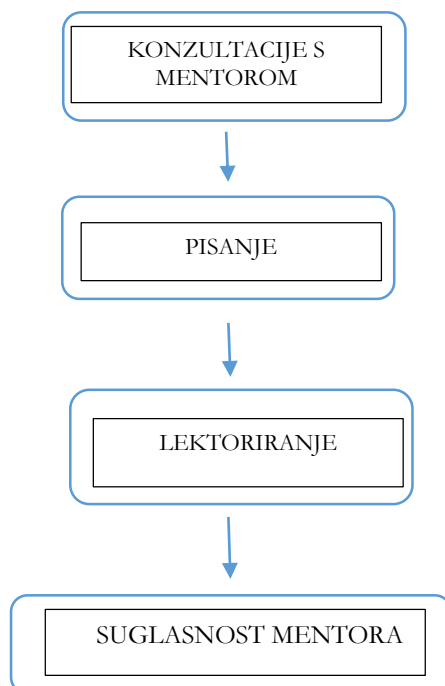 KONZULTACIJE S
MENTOROM
PISANJE
LEKTORIRANJE
SUGLASNOST MENTORA